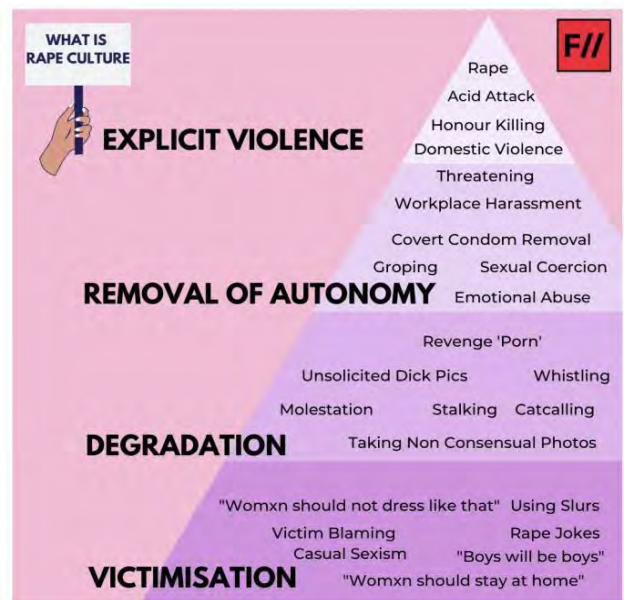 WHAT IS
RAPE CULTURE
F//
Rape
Acid Attack
Honour Killing
EXPLICIT VIOLENCE
Domestic Violence
Threatening
Workplace Harassment
Covert Condom Removal
Groping Sexual Coercion
REMOVAL OF AUTONOMY Emotional Abuse
Revenge 'Porn'
Unsolicited Dick Pics Whistling
Molestation Stalking Catcalling
DEGRADATION Taking Non Consensual Photos
"Womxn should not dress like that" Using Slurs
Victim Blaming Rape Jokes
Casual Sexism "Boys will be boys"
VICTIMISATION "Womxn should stay at home"